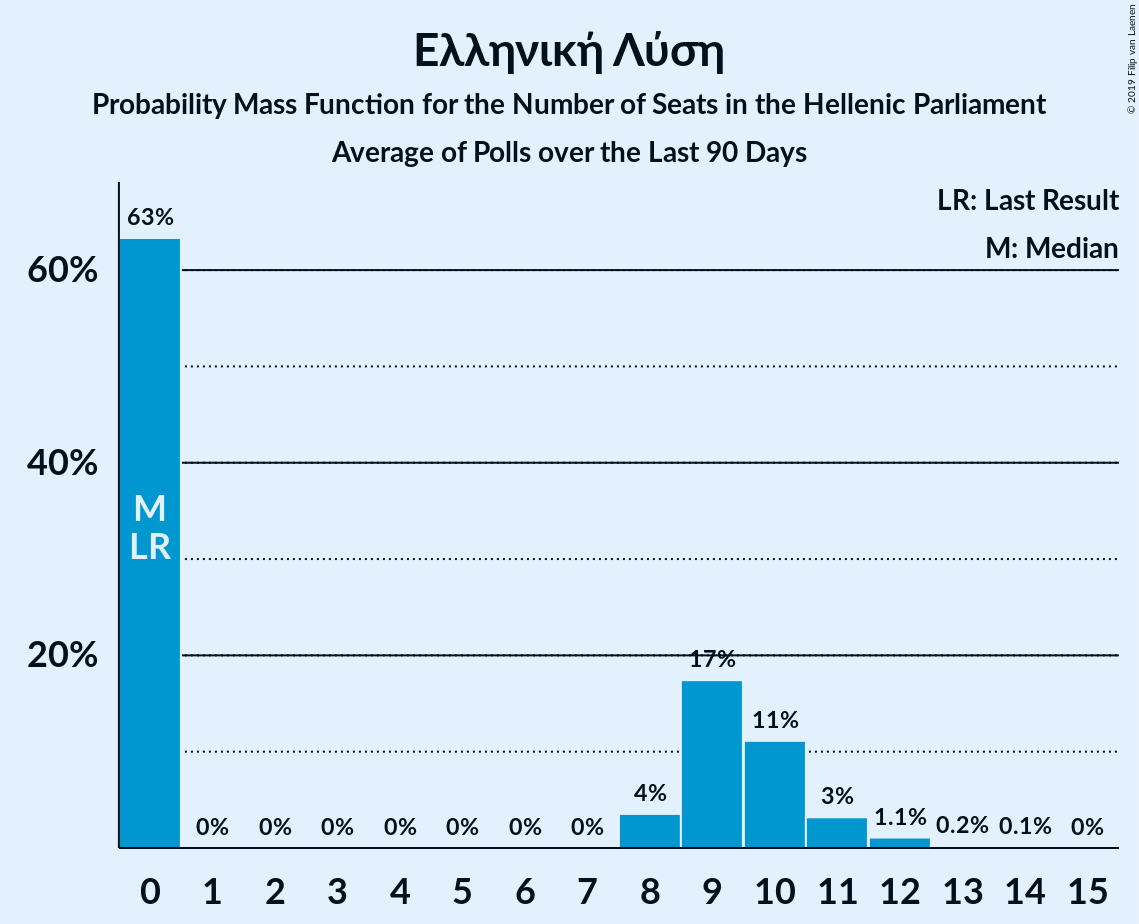 Ελληνική Λύση
Probability Mass Function for the Number of Seats in the Hellenic Parliament
Average of Polls over the Last 90 Days
© 2019 Filip van Laenen
LR: Last Result
M: Median
63%
60%
40%
M
LR
20%
17%
11%
4%
3%
1.1%
0.2%
0.1%
0%
0%
0%
0%
0%
0%
0%
0%
0 1 2 3 4 5 6 7 8 9 10 11 12 13 14 15